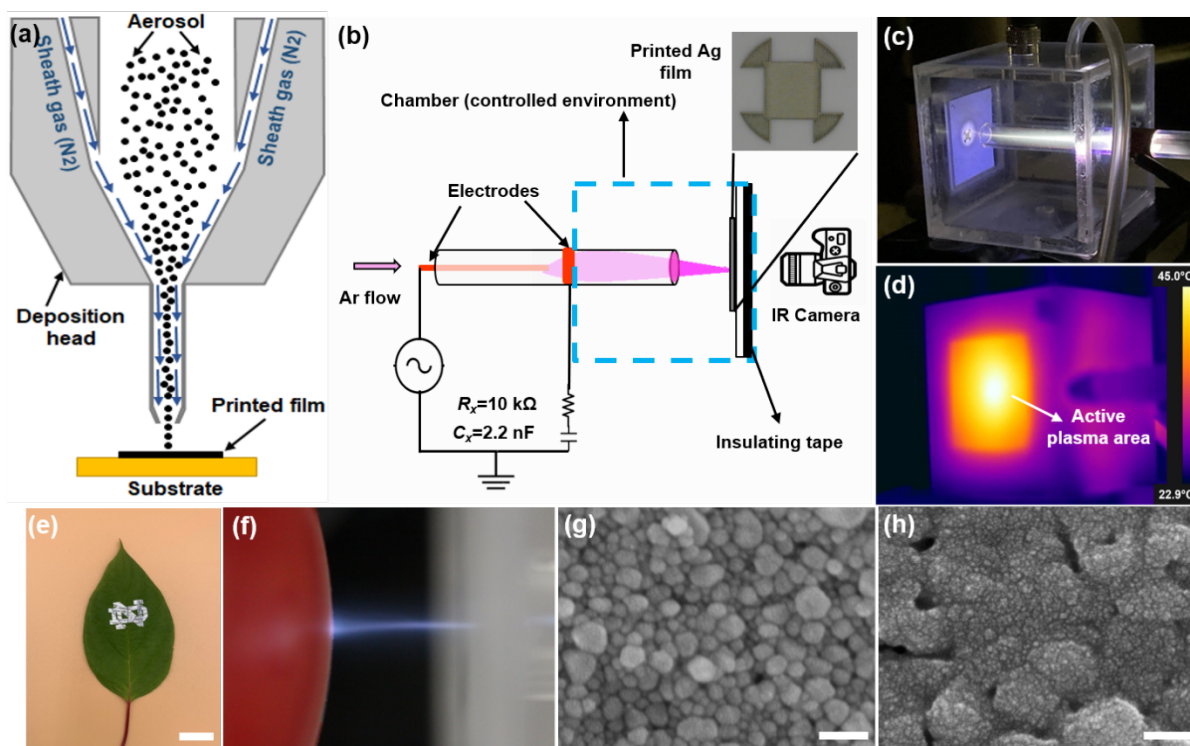 (a)
Aerosol
Sheath gas (N2)
Sheath gas (N2)
Deposition
head
Printed film
Substrate
(b)
Printed Ag
film
Chamber (controlled environment)
Electrodes
Ar flow
IR Camera
Rx=10 kΩ
Cx=2.2 nF
Insulating tape
(c)
(d)
45.0°C
Active
plasma area
22.9°C
(e)
(f)
(g)
(h)